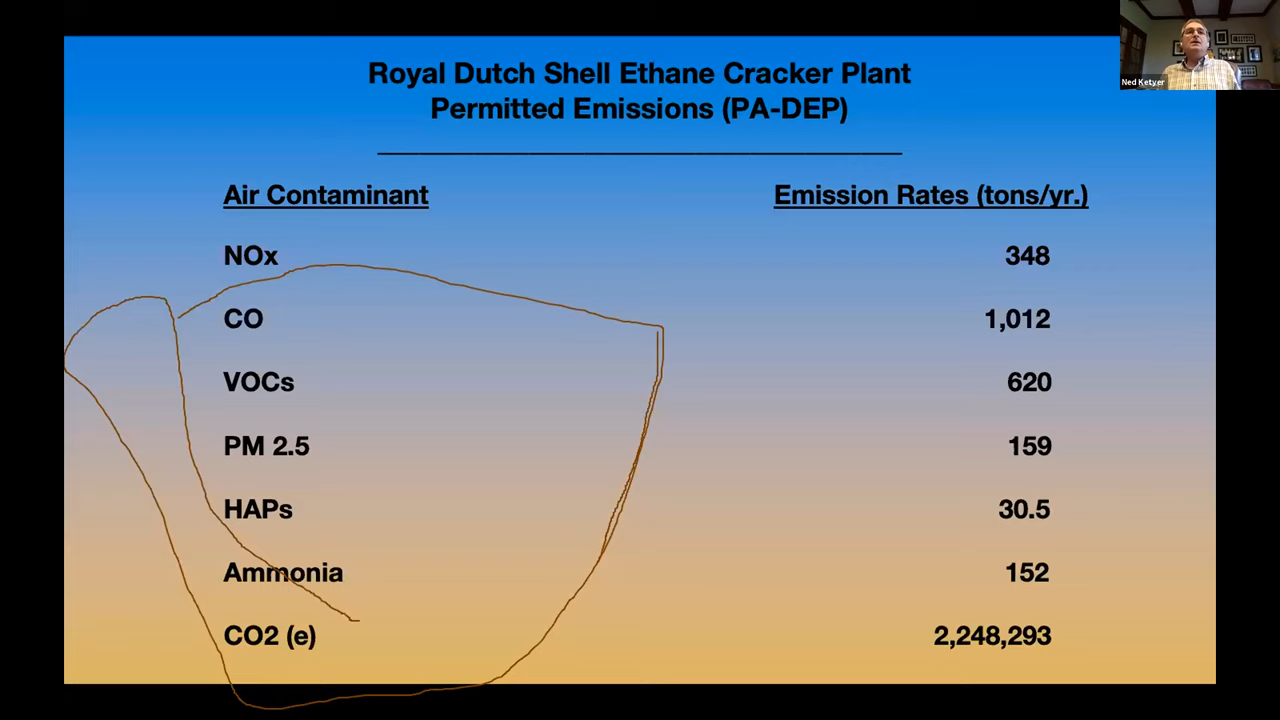 Royal Dutch Shell Ethane Cracker Plant
Permitted Emissions (PA-DEP)
Air Contaminant Emission Rates (tons/yr.)
NOx 348
CO 1,012
VOCs 620
PM 2.5 159
HAPs 30.5
Ammonia 152
CO2 (e) 2,248,293
Ned Ketyer